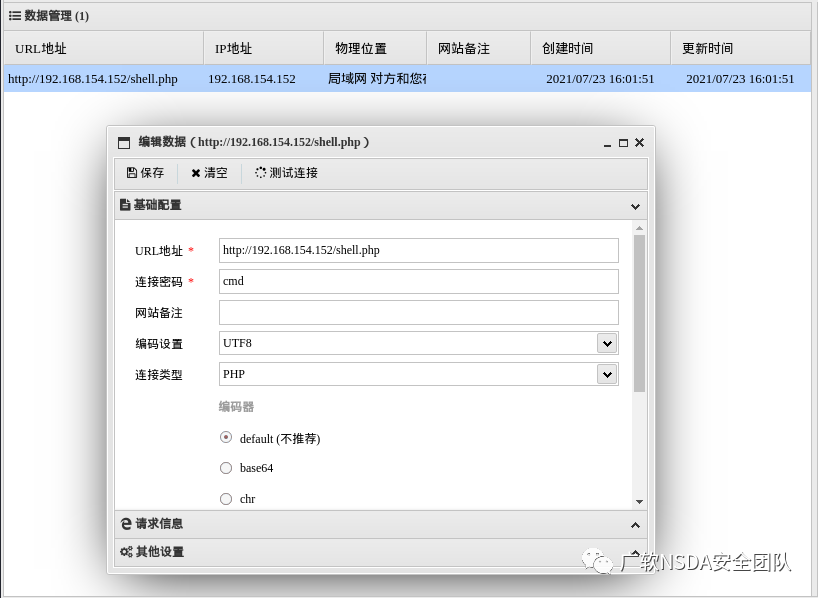 数据管理 (1)
URL地址 IP地址 物理位置 网站备注 创建时间 更新时间
http://192.168.154.152/shell.php 192.168.154.152 局域网 对方和您在 2021/07/23 16:01:51 2021/07/23 16:01:51
编辑数据 ( http://192.168.154.152/shell.php )
保存 清空 测试连接
基础配置
URL地址 * http://192.168.154.152/shell.php
连接密码 * cmd
网站备注
编码设置 UTF8
连接类型 PHP
编码器
default (不推荐)
base64
chr
请求信息
其他设置
广软NSDA安全团队